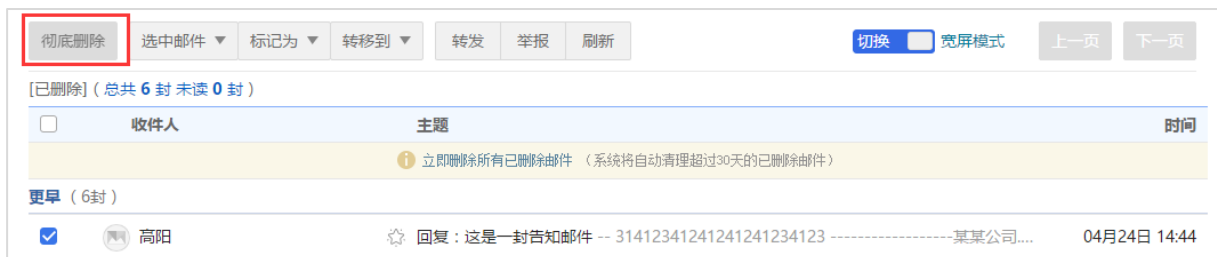 彻底删除 选中邮件 ▼ 标记为 ▼ 转移到 ▼ 转发 举报 刷新 切换 宽屏模式 上一页 下一页
[已删除] ( 总共 6 封 未读 0 封 )
收件人 主题 时间
立即删除所有已删除邮件 (系统将自动清理超过30天的已删除邮件)
更早 ( 6封 )
高阳 回复：这是一封告知邮件 -- 31412341241241241234123 ------------------某某公司.... 04月24日 14:44